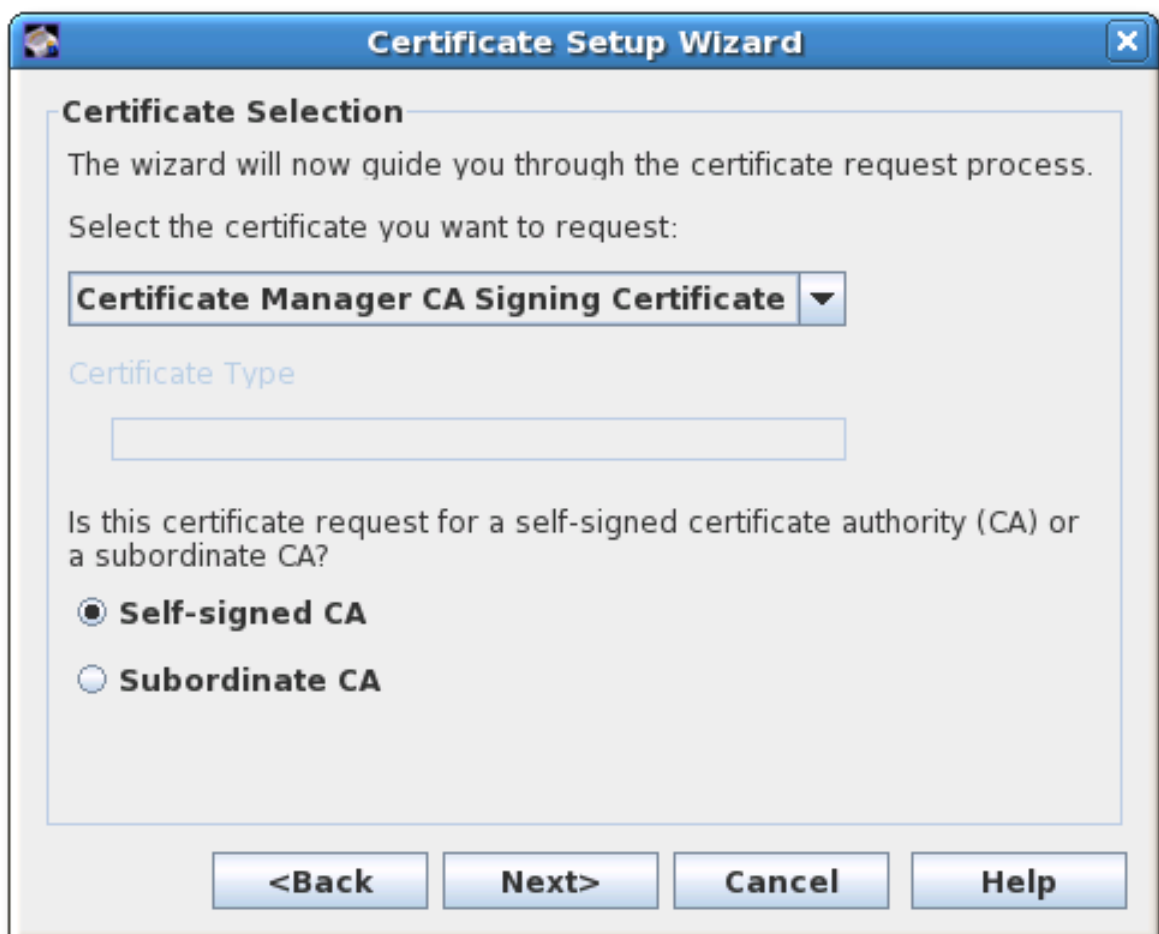 Certificate Setup Wizard
Certificate Selection
The wizard will now guide you through the certificate request process.
Select the certificate you want to request:
Certificate Manager CA Signing Certificate
Certificate Type
Is this certificate request for a self-signed certificate authority (CA) or
a subordinate CA?
Self-signed CA
Subordinate CA
<Back Next> Cancel Help